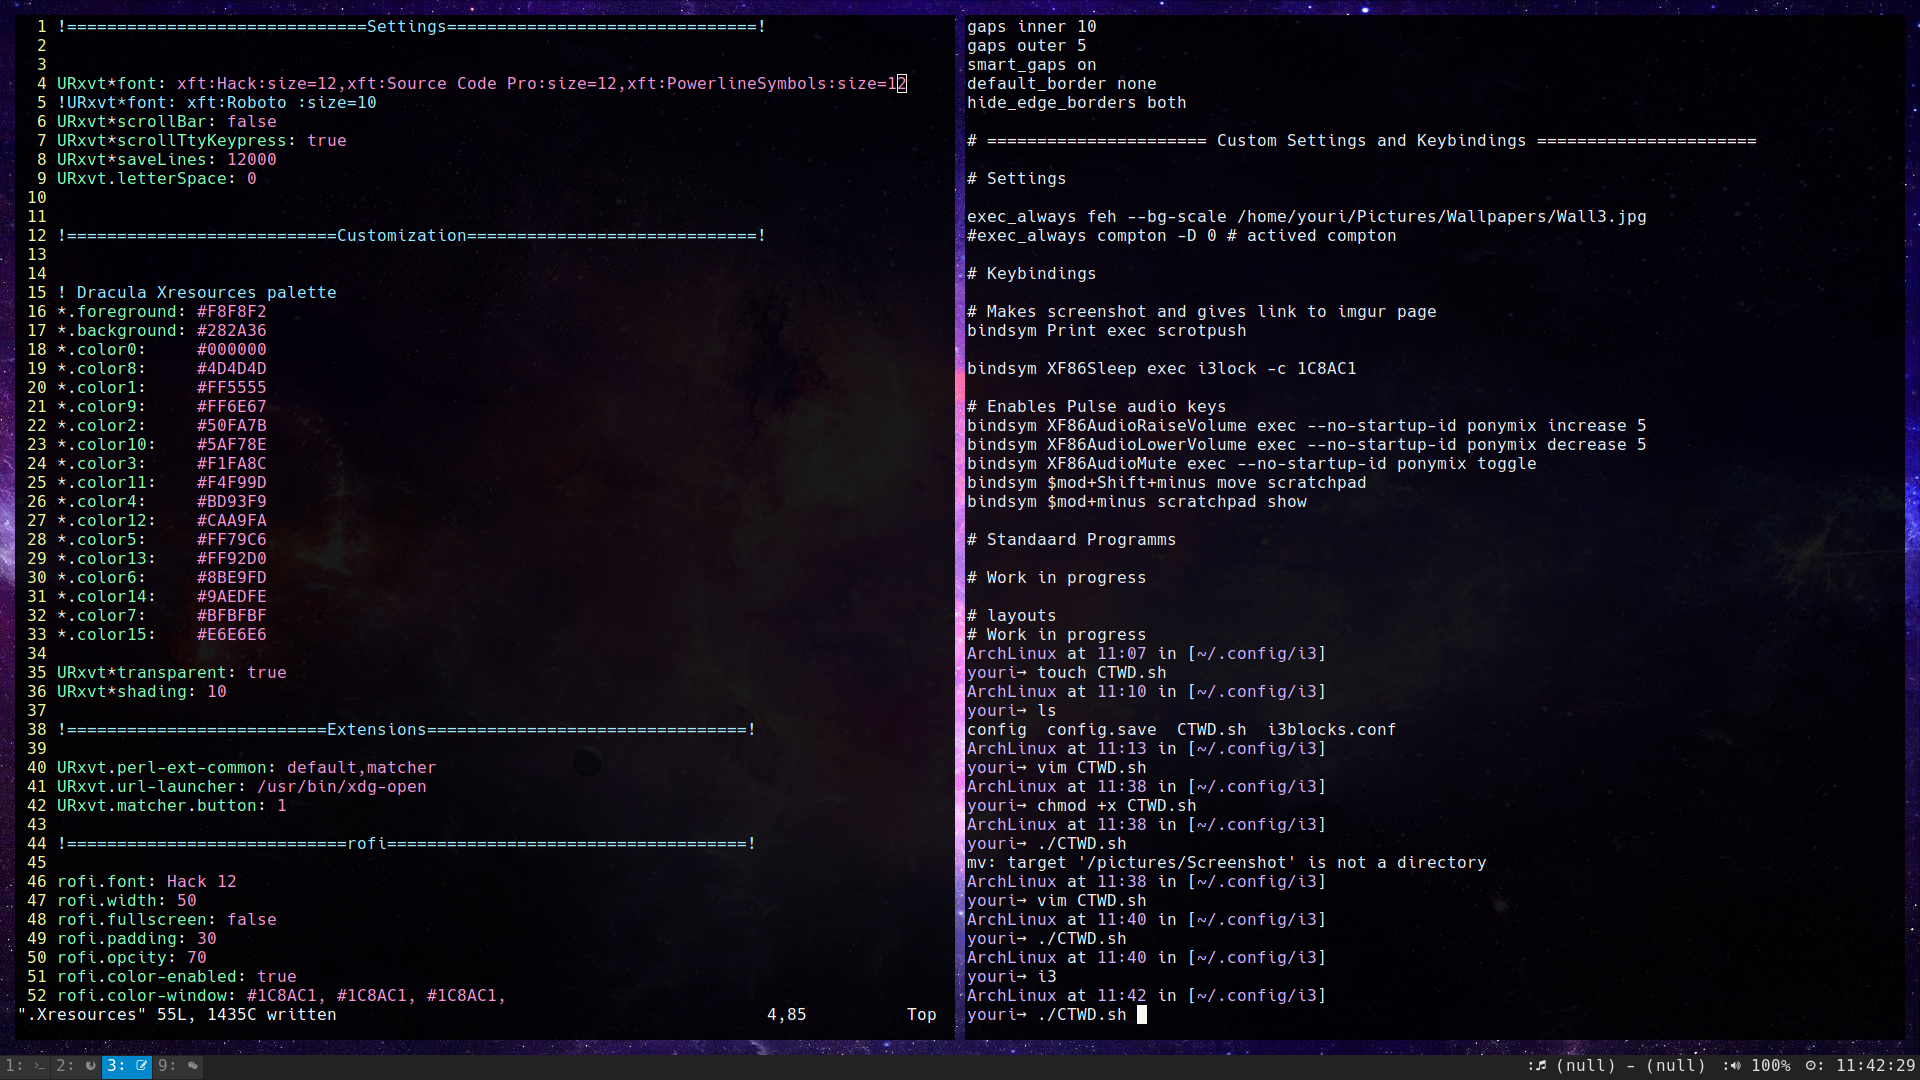 1 !==============================Settings===============================!
2
3
4 URxvt*font: xft:Hack:size=12,xft:Source Code Pro:size=12,xft:PowerlineSymbols:size=12
5 !URxvt*font: xft:Roboto :size=10
6 URxvt*scrollBar: false
7 URxvt*scrollTtyKeypress: true
8 URxvt*saveLines: 12000
9 URxvt.letterSpace: 0
10
11
12 !===========================Customization=============================!
13
14
15 ! Dracula Xresources palette
16 *.foreground: #F8F8F2
17 *.background: #282A36
18 *.color0:     #000000
19 *.color8:     #4D4D4D
20 *.color1:     #FF5555
21 *.color9:     #FF6E67
22 *.color2:     #50FA7B
23 *.color10:    #5AF78E
24 *.color3:     #F1FA8C
25 *.color11:    #F4F99D
26 *.color4:     #BD93F9
27 *.color12:    #CAA9FA
28 *.color5:     #FF79C6
29 *.color13:    #FF92D0
30 *.color6:     #8BE9FD
31 *.color14:    #9AEDFE
32 *.color7:     #BFBFBF
33 *.color15:    #E6E6E6
34
35 URxvt*transparent: true
36 URxvt*shading: 10
37
38 !==========================Extensions================================!
39
40 URxvt.perl-ext-common: default,matcher
41 URxvt.url-launcher: /usr/bin/xdg-open
42 URxvt.matcher.button: 1
43
44 !============================rofi====================================!
45
46 rofi.font: Hack 12
47 rofi.width: 50
48 rofi.fullscreen: false
49 rofi.padding: 30
50 rofi.opcity: 70
51 rofi.color-enabled: true
52 rofi.color-window: #1C8AC1, #1C8AC1, #1C8AC1,
".Xresources" 55L, 1435C written 4,85 Top
gaps inner 10
gaps outer 5
smart_gaps on
default_border none
hide_edge_borders both
# ====================== Custom Settings and Keybindings ======================
# Settings
exec_always feh --bg-scale /home/youri/Pictures/Wallpapers/Wall3.jpg
#exec_always compton -D 0 # actived compton
# Keybindings
# Makes screenshot and gives link to imgur page
bindsym Print exec scrotpush
bindsym XF86Sleep exec i3lock -c 1C8AC1
# Enables Pulse audio keys
bindsym XF86AudioRaiseVolume exec --no-startup-id ponymix increase 5
bindsym XF86AudioLowerVolume exec --no-startup-id ponymix decrease 5
bindsym XF86AudioMute exec --no-startup-id ponymix toggle
bindsym $mod+Shift+minus move scratchpad
bindsym $mod+minus scratchpad show
# Standaard Programms
# Work in progress
# layouts
# Work in progress
ArchLinux at 11:07 in [~/.config/i3]
youri→ touch CTWD.sh
ArchLinux at 11:10 in [~/.config/i3]
youri→ ls
config  config.save  CTWD.sh  i3blocks.conf
ArchLinux at 11:13 in [~/.config/i3]
youri→ vim CTWD.sh
ArchLinux at 11:38 in [~/.config/i3]
youri→ chmod +x CTWD.sh
ArchLinux at 11:38 in [~/.config/i3]
youri→ ./CTWD.sh
mv: target '/pictures/Screenshot' is not a directory
ArchLinux at 11:38 in [~/.config/i3]
youri→ vim CTWD.sh
ArchLinux at 11:40 in [~/.config/i3]
youri→ ./CTWD.sh
ArchLinux at 11:40 in [~/.config/i3]
youri→ i3
ArchLinux at 11:42 in [~/.config/i3]
youri→ ./CTWD.sh
1: 2: 3: 9: :♫ (null) - (null) : 100% : 11:42:29